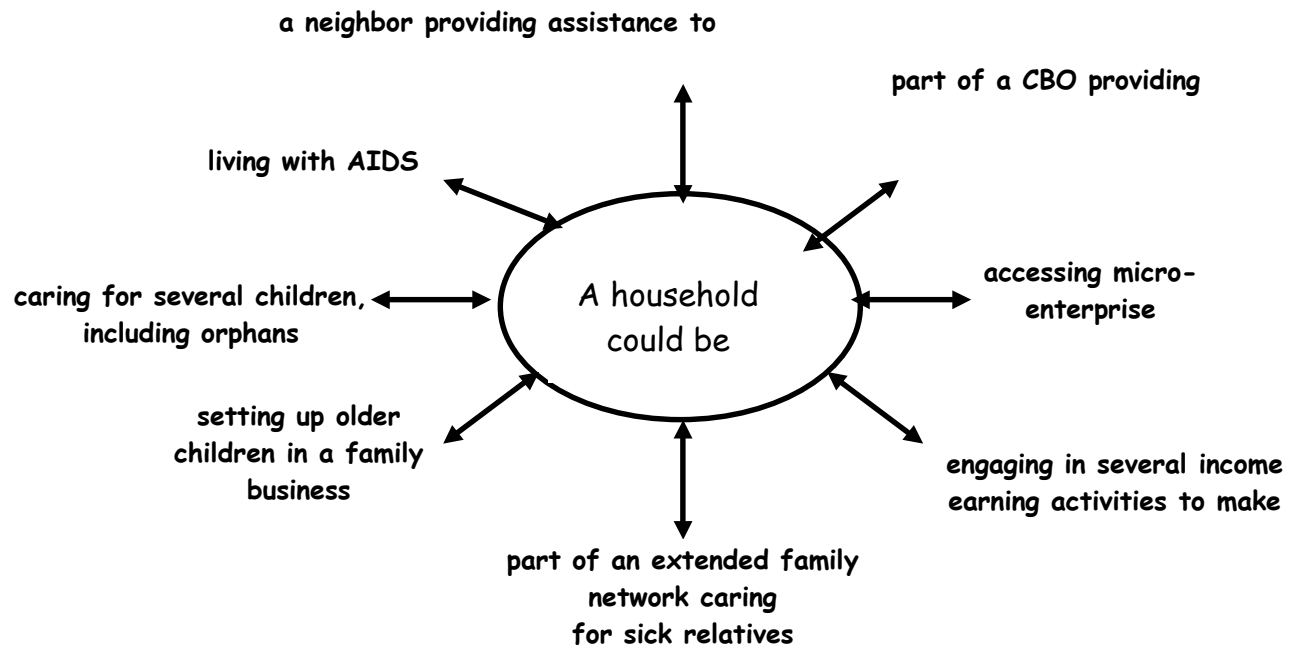 a neighbor providing assistance to
part of a CBO providing
living with AIDS
A household
could be
accessing micro-
enterprise
caring for several children,
including orphans
setting up older
children in a family
business
engaging in several income
earning activities to make
part of an extended family
network caring
for sick relatives